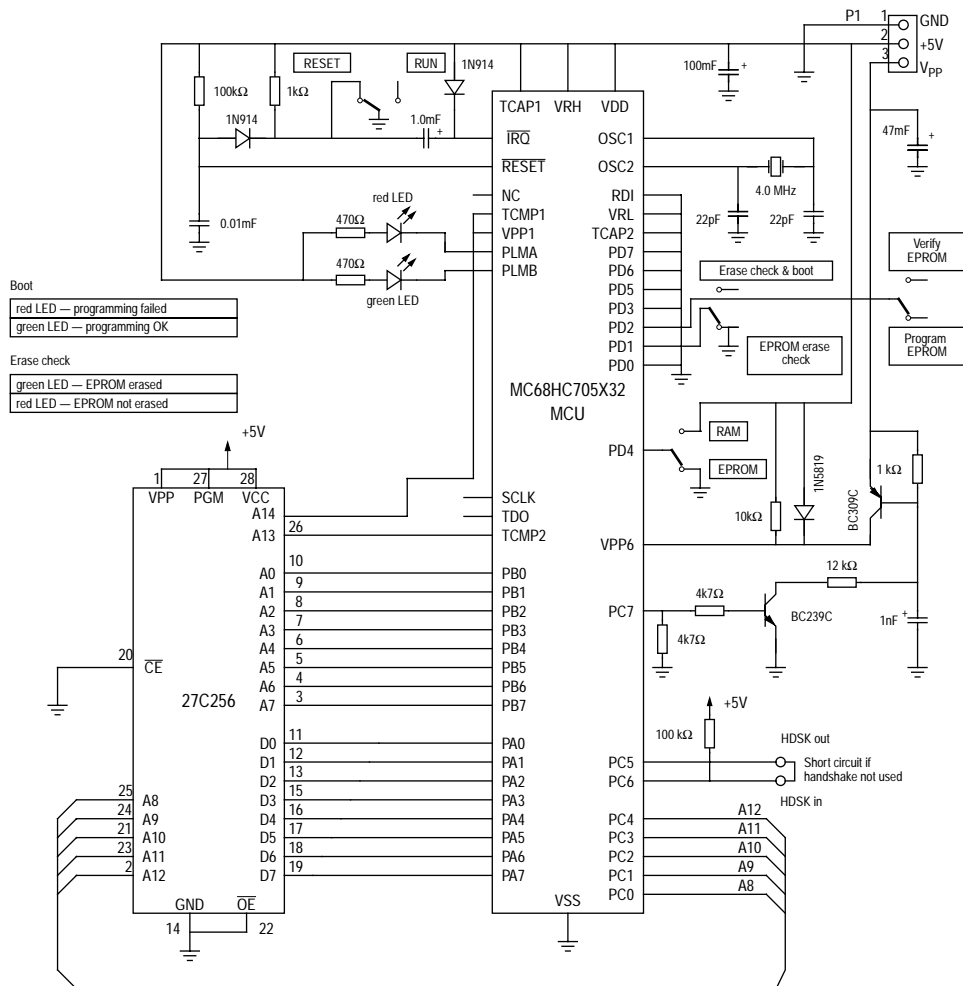 P1
1
GND
2
+5V
3
VPP
RESET
RUN
1N914
100mF
+
100kΩ
1kΩ
1N914
1.0mF
+
47mF
+
TCAP1
VRH
VDD
IRQ
RESET
NC
TCMP1
VPP1
PLMA
PLMB
OSC1
OSC2
RDI
VRL
TCAP2
PD7
PD6
PD5
PD3
PD2
PD1
PD0
4.0 MHz
22pF
22pF
0.01mF
red LED
470Ω
470Ω
green LED
Verify
EPROM
Erase check & boot
Program
EPROM
EPROM erase
check
Boot
red LED — programming failed
green LED — programming OK
Erase check
green LED — EPROM erased
red LED — EPROM not erased
MC68HC705X32
MCU
+5V
1
27
28
VPP
PGM
VCC
A14
A13
26
SCLK
TDO
TCMP2
PD4
RAM
EPROM
1N5819
10kΩ
1 kΩ
BC309C
VPP6
A0
10
PB0
A1
9
PB1
A2
8
PB2
A3
7
PB3
A4
6
PB4
A5
5
PB5
A6
4
PB6
A7
3
PB7
12 kΩ
4k7Ω
PC7
4k7Ω
BC239C
1nF
+
20
CE
27C256
+5V
100 kΩ
D0
11
PA0
D1
12
PA1
D2
13
PA2
D3
15
PA3
D4
16
PA4
D5
17
PA5
D6
18
PA6
D7
19
PA7
HDSK out
PC5
PC6
Short circuit if
handshake not used
HDSK in
25
A8
24
A9
21
A10
23
A11
2
A12
PC4
A12
PC3
A11
PC2
A10
PC1
A9
PC0
A8
GND
OE
14
22
VSS